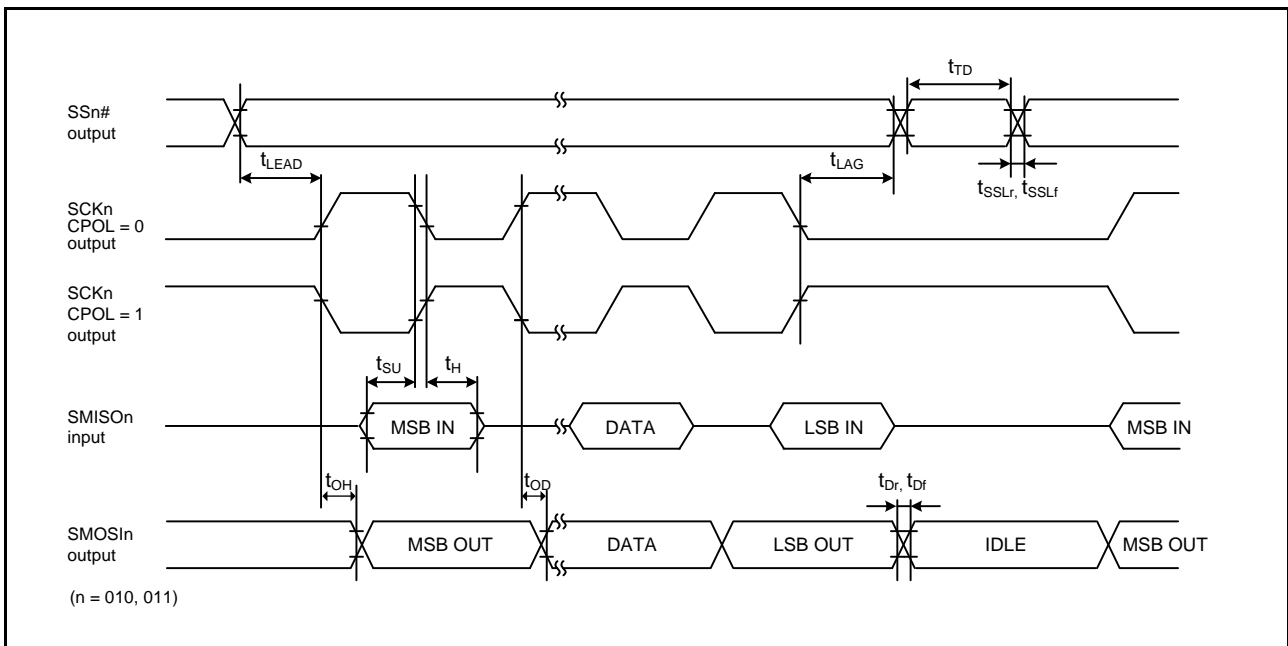 tTD
SSn#
output
tLEAD
tLAG
tSSLr, tSSLf
SCKn
CPOL = 0
output
SCKn
CPOL = 1
output
tSU
tH
SMISOn
input
MSB IN
DATA
LSB IN
MSB IN
tOH
tOD
tDr, tDf
SMOSIn
output
MSB OUT
DATA
LSB OUT
IDLE
MSB OUT
(n = 010, 011)